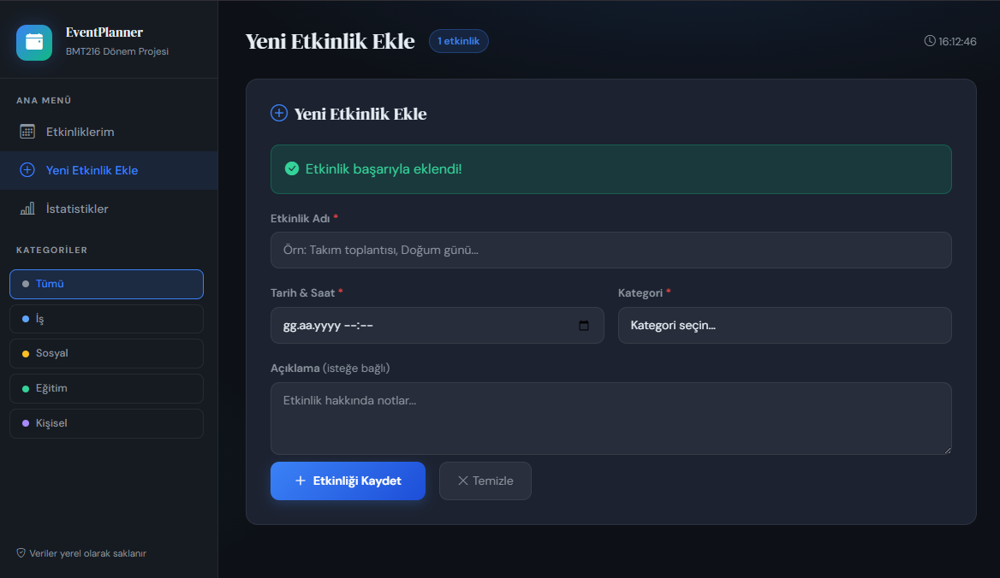 EventPlanner
BMT216 Dönem Projesi
ANA MENÜ
Etkinliklerim
Yeni Etkinlik Ekle
İstatistikler
KATEGORİLER
Tümü
İş
Sosyal
Eğitim
Kişisel
Veriler yerel olarak saklanır
Yeni Etkinlik Ekle
1 etkinlik
16:12:46
Yeni Etkinlik Ekle
Etkinlik başarıyla eklendi!
Etkinlik Adı *
Örn: Takım toplantısı, Doğum günü...
Tarih & Saat *
Kategori *
gg.aa.yyyy --:--
Kategori seçin...
Açıklama (isteğe bağlı)
Etkinlik hakkında notlar...
Etkinliği Kaydet
Temizle